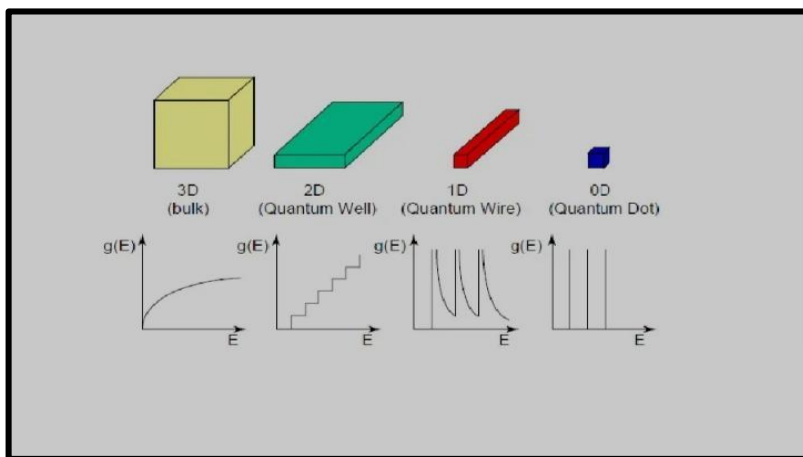 3D
(bulk)
2D
(Quantum Well)
1D
(Quantum Wire)
0D
(Quantum Dot)
g(E)
E
g(E)
E
g(E)
E
g(E)
E